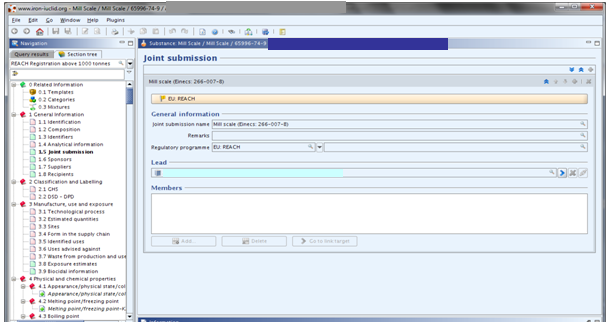 www.iron-iuclid.org - Mill Scale / 65996-74-9 /
File Edit Go Window Help Plugins
Navigation
Substance: Mill Scale / Mill Scale / 65996-74-9
Query results Section tree
REACH Registration above 1000 tonnes
0 Related Information
0.1 Templates
0.2 Categories
0.3 Mixtures
1 General Information
1.1 Identification
1.2 Composition
1.3 Identifiers
1.4 Analytical information
1.5 Joint submission
1.6 Sponsors
1.7 Suppliers
1.8 Recipients
2 Classification and Labelling
2.1 GHS
2.2 DSD - DPD
3 Manufacture, use and exposure
3.1 Technological process
3.2 Estimated quantities
3.3 Sites
3.4 Form in the supply chain
3.5 Identified uses
3.6 Uses advised against
3.7 Waste from production and use
3.8 Exposure estimates
3.9 Biocidal information
4 Physical and chemical properties
4.1 Appearance/physical state/col
Appearance/physical state/col
4.2 Melting point/freezing point
Melting point/freezing point-K
4.3 Boiling point
Joint submission
Mill scale (Einecs: 266-007-8)
EU: REACH
General information
Joint submission name Mill scale (Einecs: 266-007-8)
Remarks
Regulatory programme EU: REACH
Lead
Members
Add... Delete Go to link target
Information